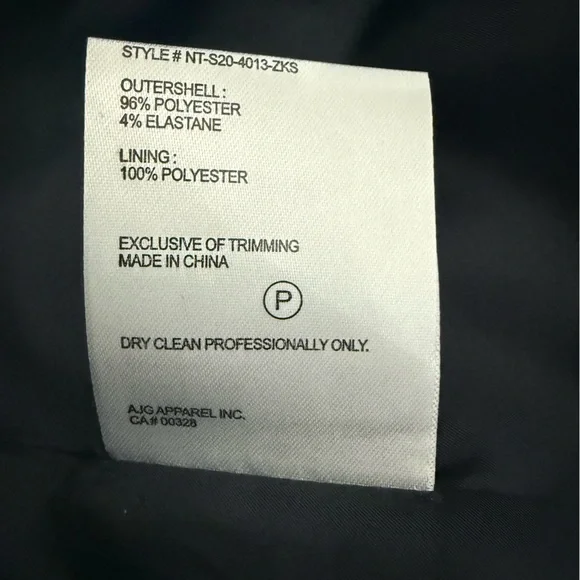 STYLE # NT-S20-4013-ZKS
OUTERSHELL :
96% POLYESTER
4% ELASTANE
LINING :
100% POLYESTER
EXCLUSIVE OF TRIMMING
MADE IN CHINA
P
DRY CLEAN PROFESSIONALLY ONLY.
AJG APPAREL INC.
CA# 00328